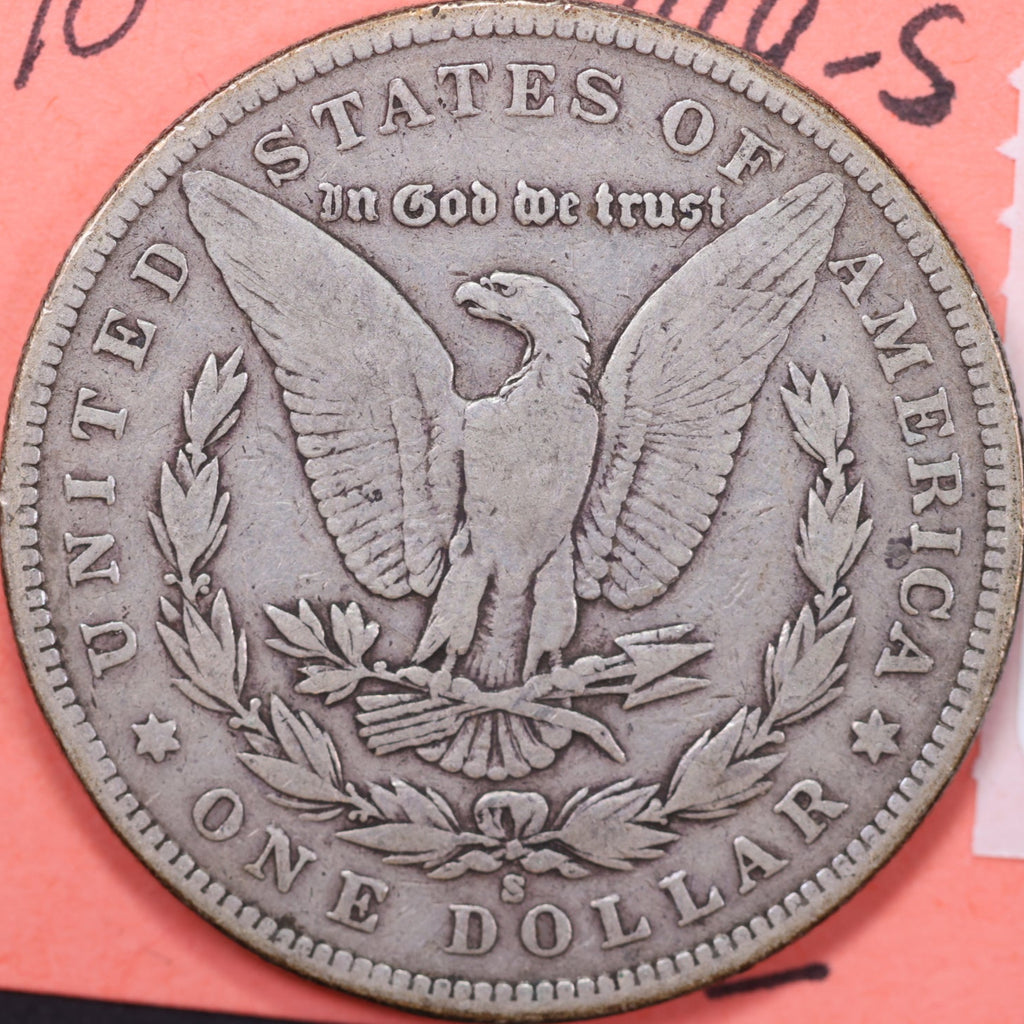 UNITED STATES OF AMERICA
In God we trust
S
ONE DOLLAR
-S